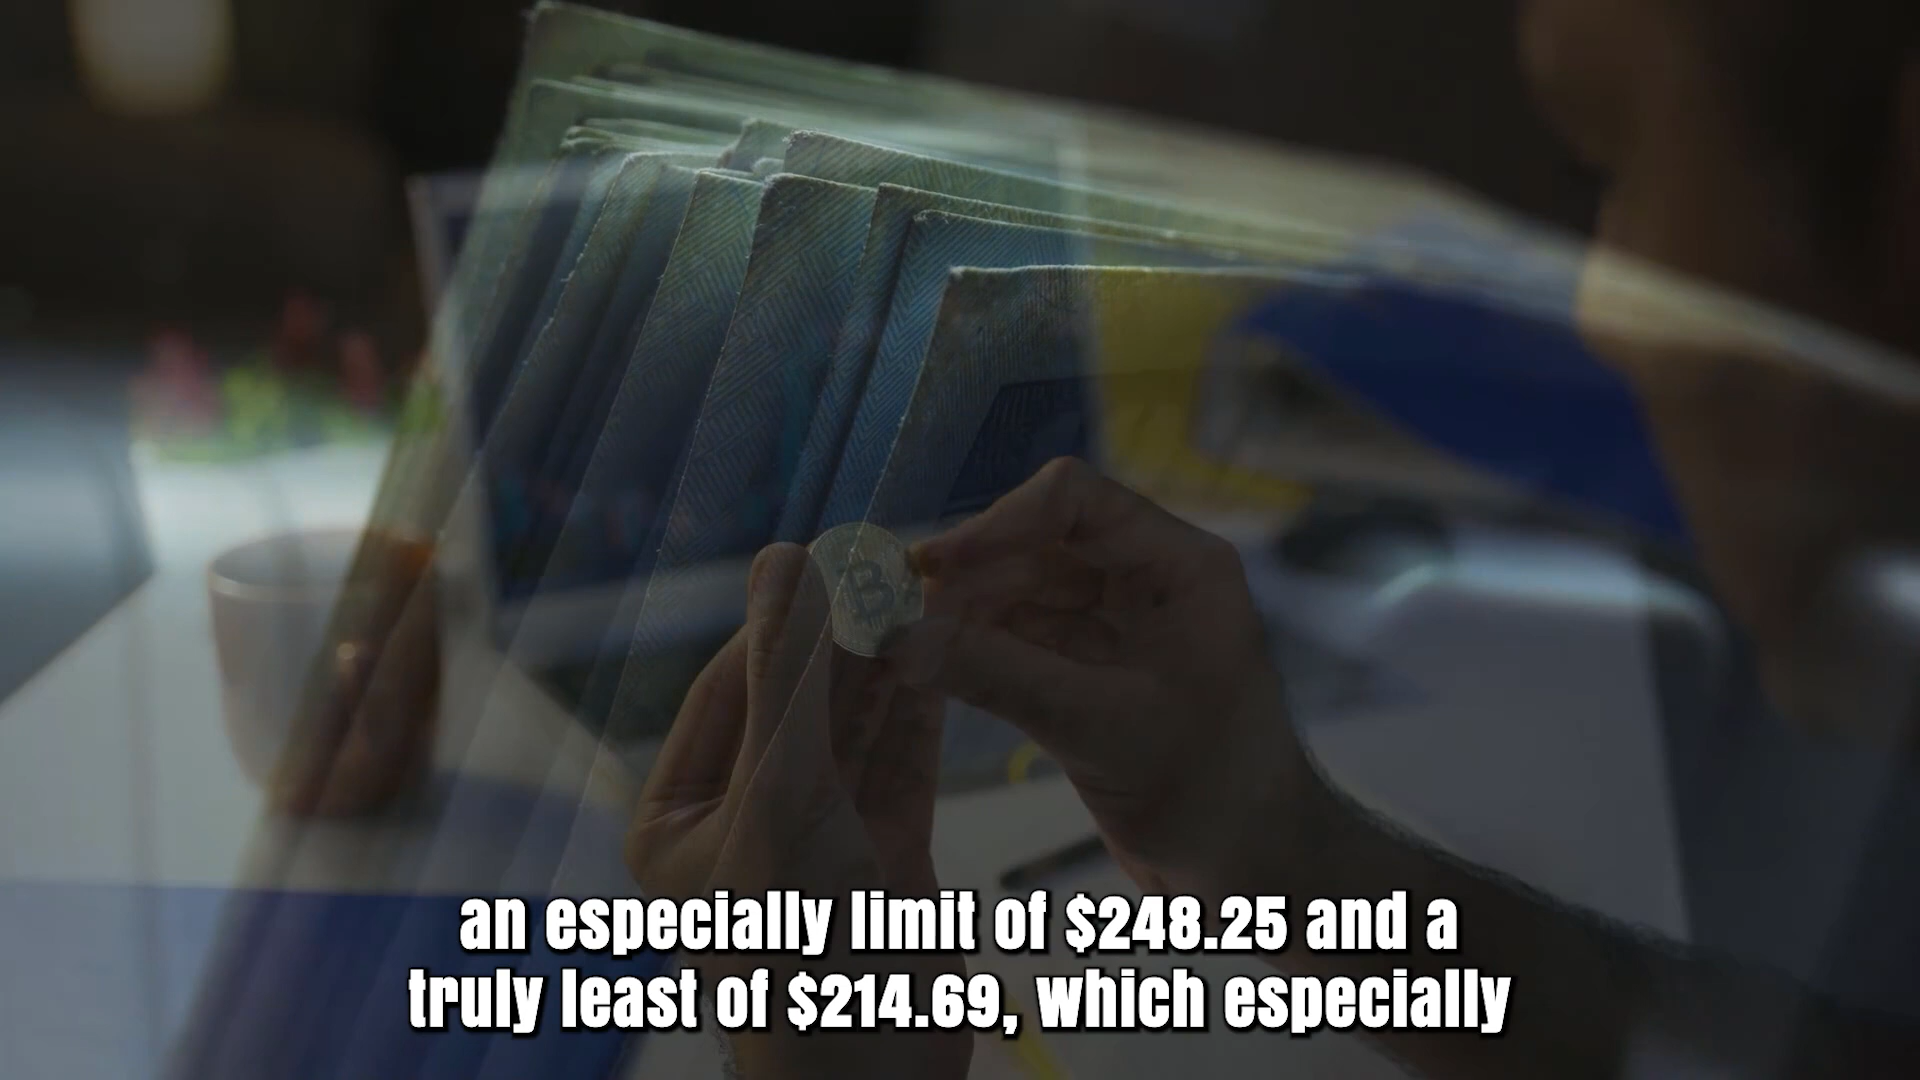 an especially limit of $248.25 and a
truly least of $214.69, which especially